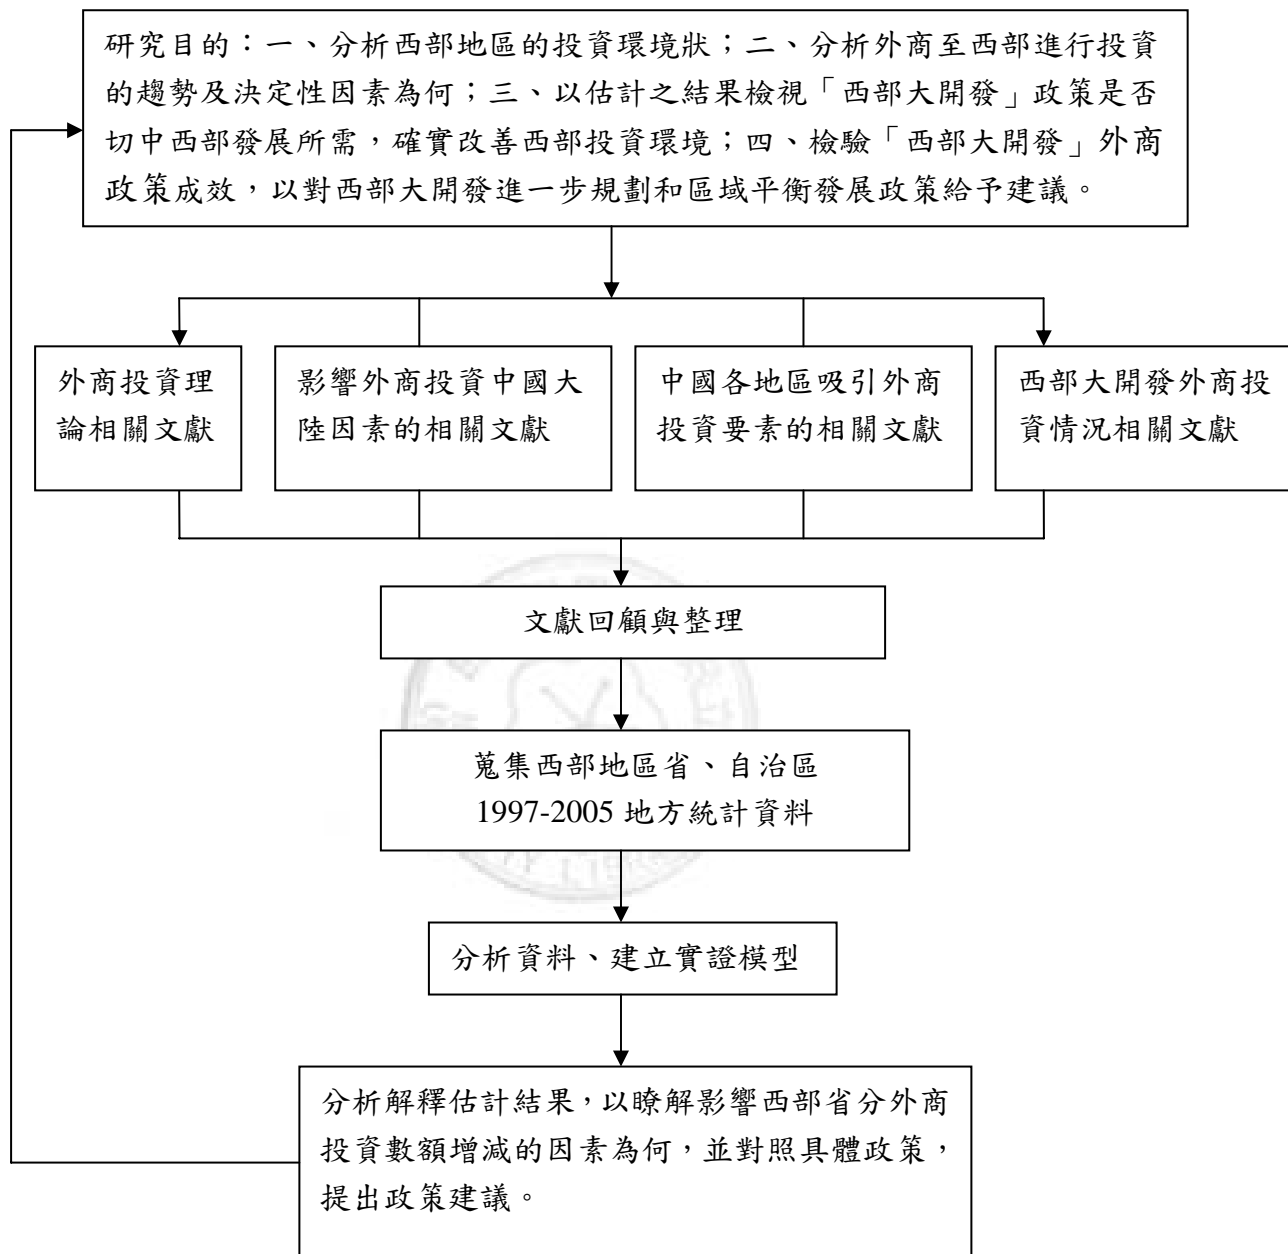 研究目的：一、分析西部地區的投資環境狀；二、分析外商至西部進行投資
的趨勢及決定性因素為何；三、以估計之結果檢視「西部大開發」政策是否
切中西部發展所需，確實改善西部投資環境；四、檢驗「西部大開發」外商
政策成效，以對西部大開發進一步規劃和區域平衡發展政策給予建議。
外商投資理
論相關文獻
影響外商投資中國大
陸因素的相關文獻
中國各地區吸引外商
投資要素的相關文獻
西部大開發外商投
資情況相關文獻
文獻回顧與整理
蒐集西部地區省、自治區
1997-2005 地方統計資料
分析資料、建立實證模型
分析解釋估計結果，以瞭解影響西部省分外商
投資數額增減的因素為何，並對照具體政策，
提出政策建議。